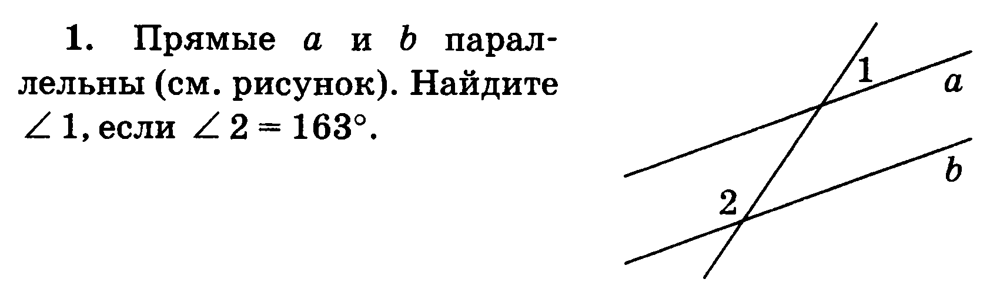 1. Прямые a и b парал-
лельны (см. рисунок). Найдите
∠1, если ∠2 = 163°.
1
a
b
2